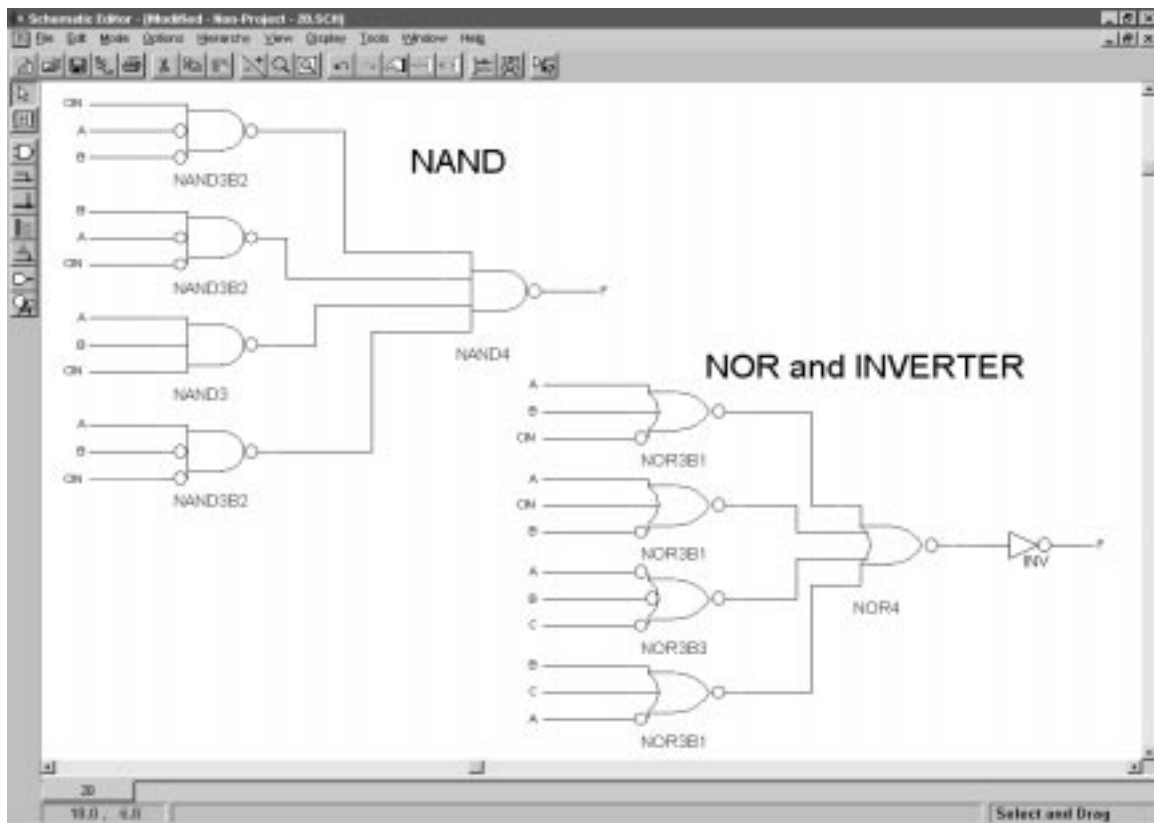 Schematic Editor - [Modified - Non-Project - 2B.SCH]
File Edit Mode Options Hierarchy View Display Tools Window Help
CIN
A
B
NAND3B2
NAND
B
A
CIN
NAND3B2
F
A
B
CIN
NAND3
NAND4
A
B
CIN
NAND3B2
NOR and INVERTER
A
B
CIN
NOR3B1
A
CIN
B
NOR3B1
F
INV
A
B
C
NOR3B3
NOR4
B
C
A
NOR3B1
Select and Drag